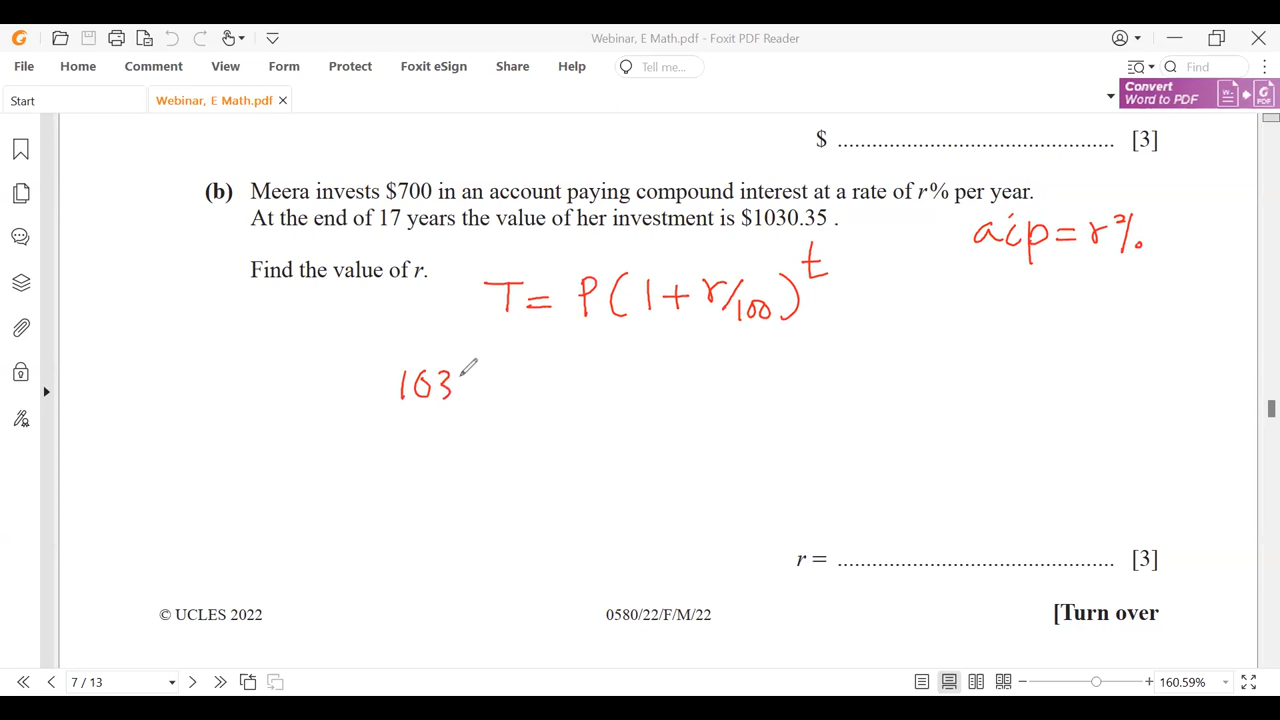 Webinar, E Math.pdf - Foxit PDF Reader
File Home Comment View Form Protect Foxit eSign Share Help Tell me... Find
Start Webinar, E Math.pdf
Convert
Word to PDF
$ ................................................ [3]
(b) Meera invests $700 in an account paying compound interest at a rate of r% per year.
At the end of 17 years the value of her investment is $1030.35 .
aip = r%.
Find the value of r.
T = P(1 + r/100)^t
103
r = ................................................ [3]
© UCLES 2022 0580/22/F/M/22 [Turn over
7 / 13 160.59%